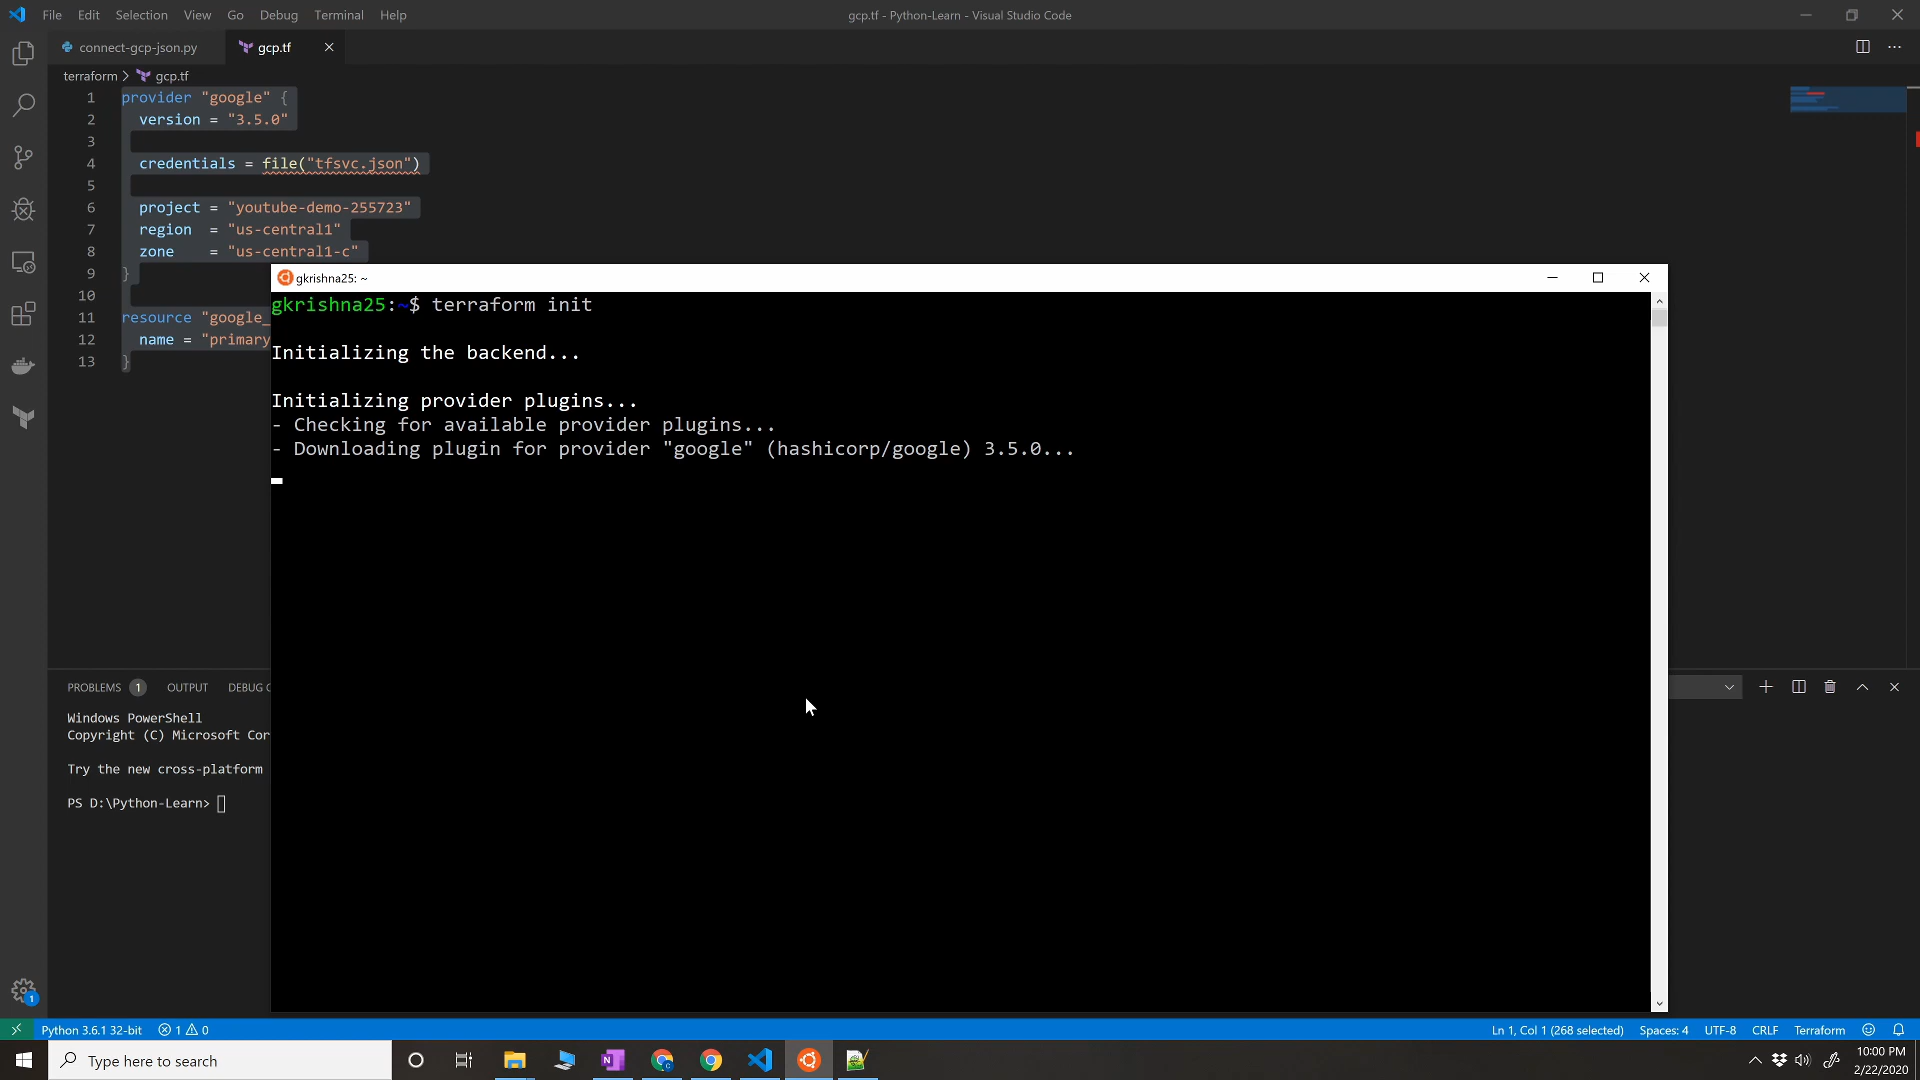 File Edit Selection View Go Debug Terminal Help
gcp.tf - Python-Learn - Visual Studio Code
connect-gcp-json.py
gcp.tf
terraform > gcp.tf
1 provider "google" {
2 version = "3.5.0"
3
4 credentials = file("tfsvc.json")
5
6 project = "youtube-demo-255723"
7 region = "us-central1"
8 zone = "us-central1-c"
9 }
10
11 resource "google_
12 name = "primary
13 }
gkrishna25: ~
gkrishna25:~$ terraform init
Initializing the backend...
Initializing provider plugins...
- Checking for available provider plugins...
- Downloading plugin for provider "google" (hashicorp/google) 3.5.0...
PROBLEMS 1 OUTPUT DEBUG C
Windows PowerShell
Copyright (C) Microsoft Cor
Try the new cross-platform
PS D:\Python-Learn>
1
Python 3.6.1 32-bit 1 0
Ln 1, Col 1 (268 selected) Spaces: 4 UTF-8 CRLF Terraform
Type here to search
10:00 PM
2/22/2020